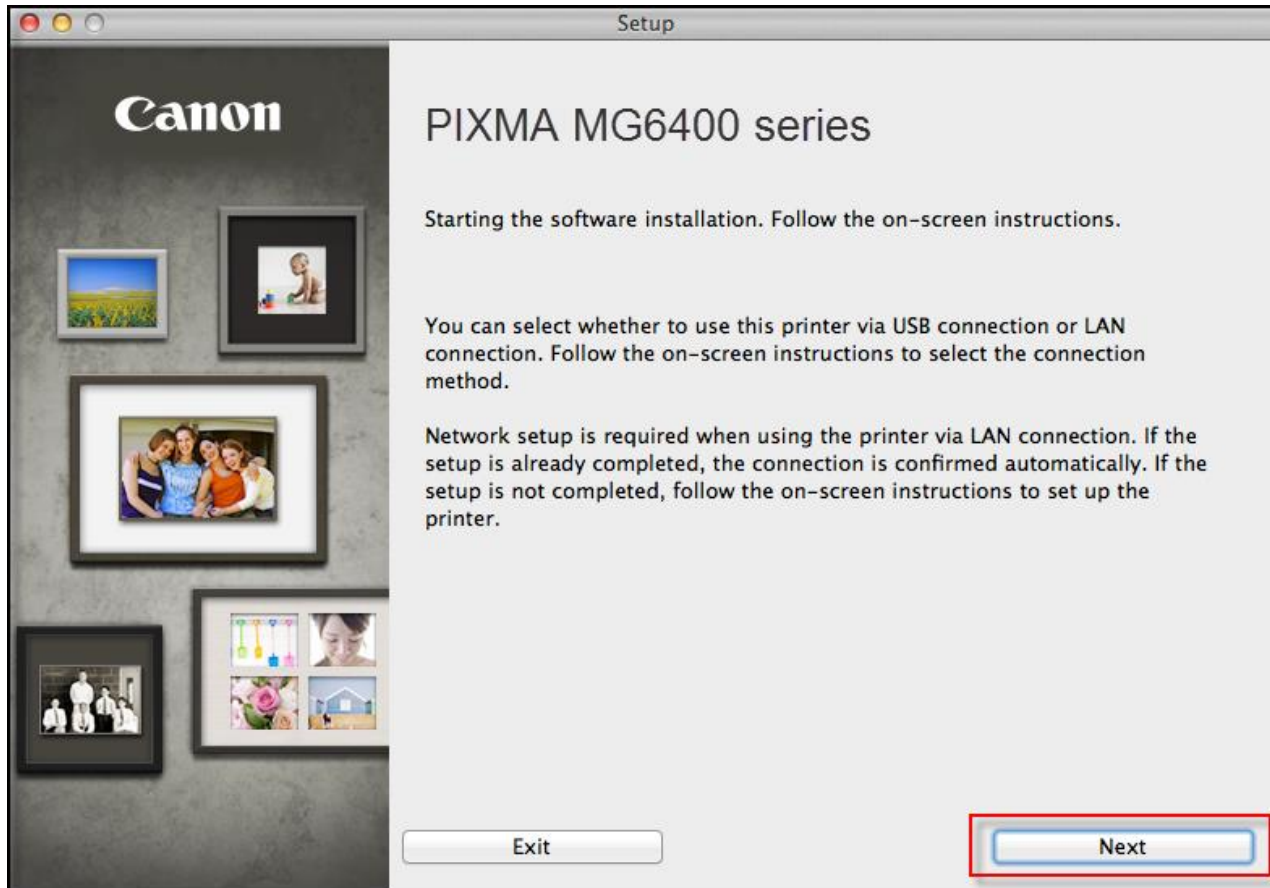 Setup
Canon
PIXMA MG6400 series
Starting the software installation. Follow the on-screen instructions.
You can select whether to use this printer via USB connection or LAN
connection. Follow the on-screen instructions to select the connection
method.
Network setup is required when using the printer via LAN connection. If the
setup is already completed, the connection is confirmed automatically. If the
setup is not completed, follow the on-screen instructions to set up the
printer.
Exit
Next